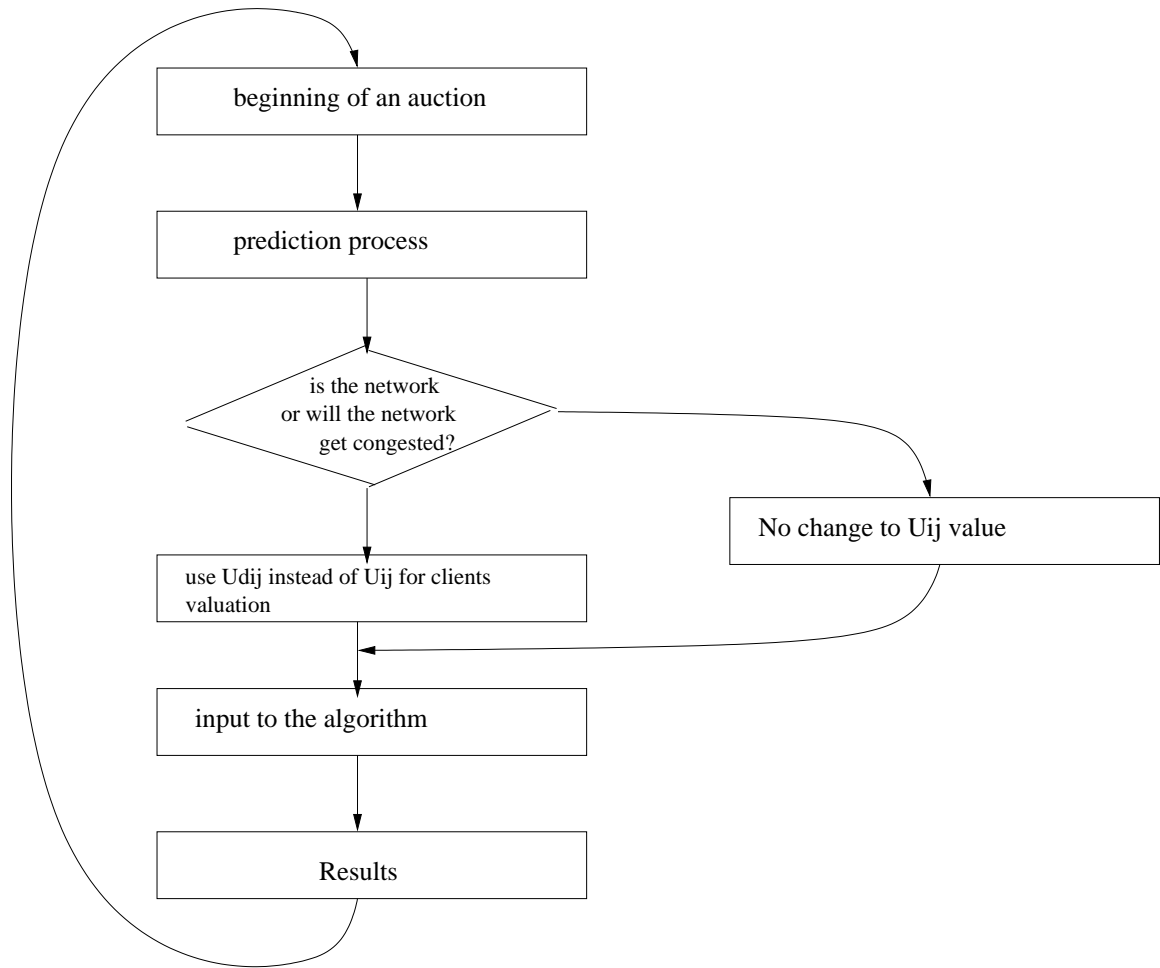 beginning of an auction
prediction process
is the network
or will the network
get congested?
No change to Uij value
use Udij instead of Uij for clients
valuation
input to the algorithm
Results